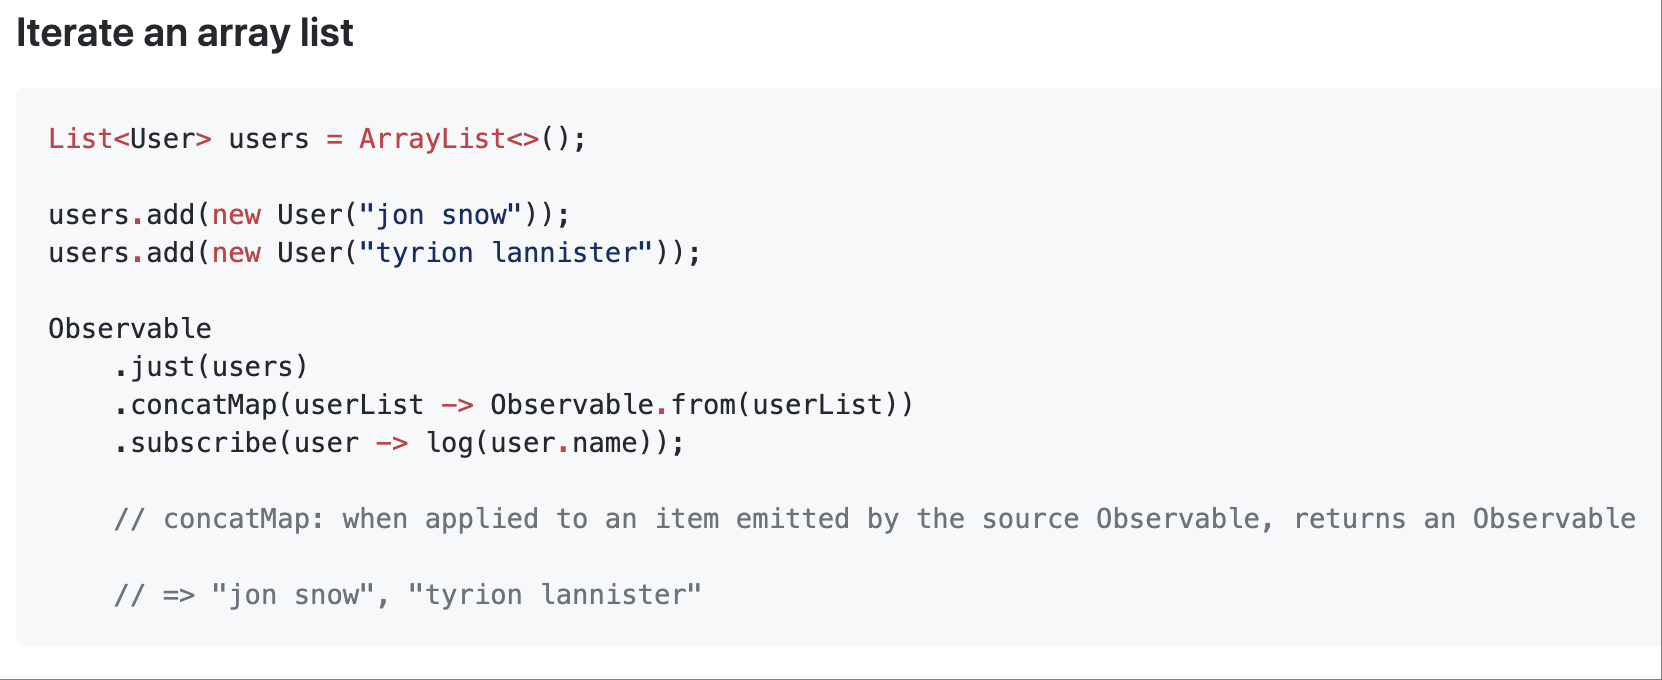 Iterate an array list
List<User> users = ArrayList<>();
users.add(new User("jon snow"));
users.add(new User("tyrion lannister"));
Observable
.just(users)
.concatMap(userList -> Observable.from(userList))
.subscribe(user -> log(user.name));
// concatMap: when applied to an item emitted by the source Observable, returns an Observable
// => "jon snow", "tyrion lannister"